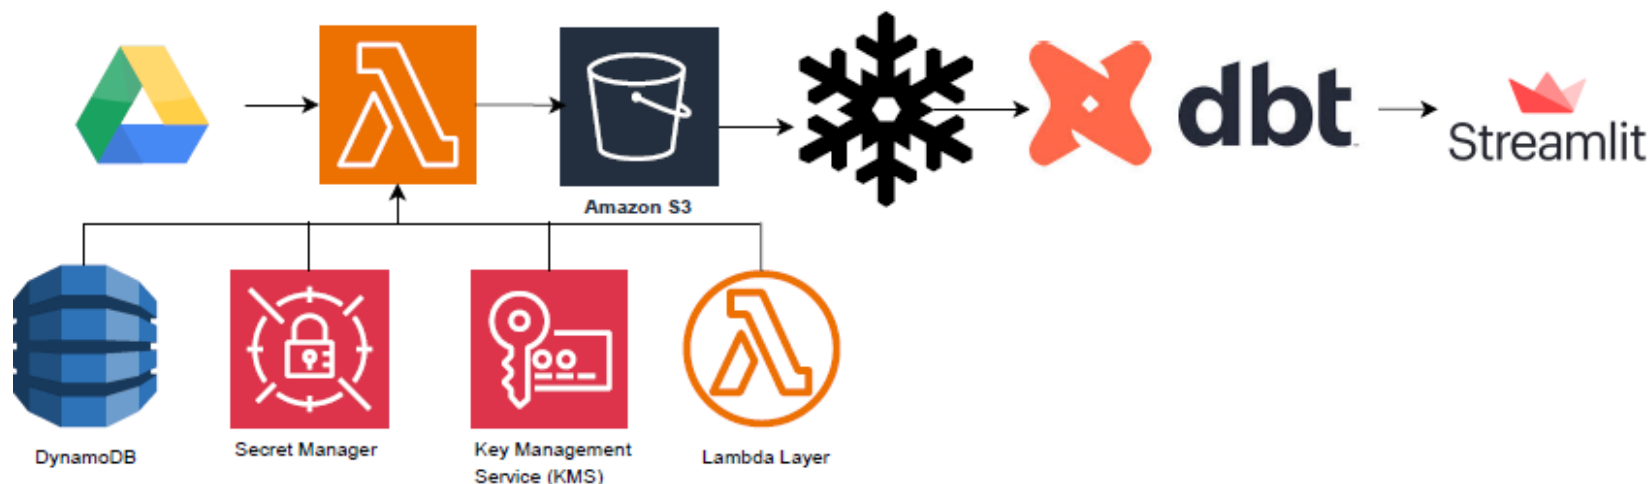 Amazon S3
dbt
Streamlit
DynamoDB
Secret Manager
Key Management
Service (KMS)
Lambda Layer